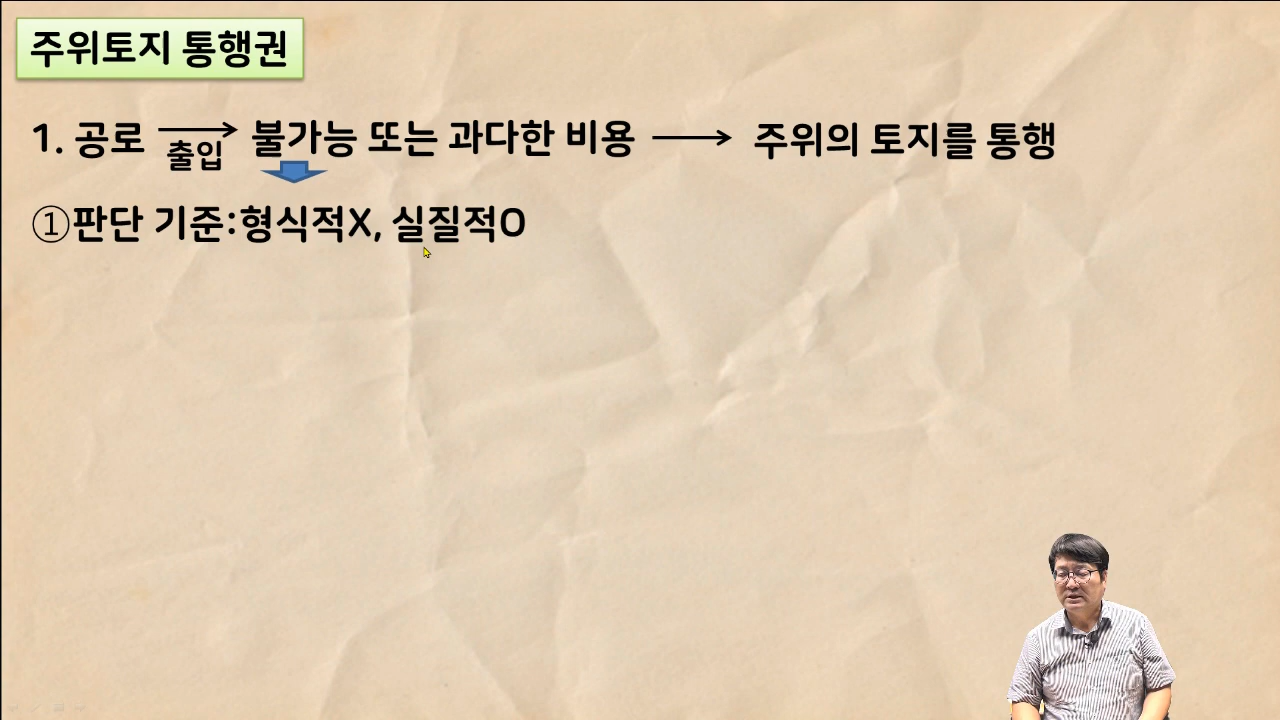 주위토지 통행권
1. 공로 → 출입 불가능 또는 과다한 비용 → 주위의 토지를 통행
①판단 기준:형식적X, 실질적O